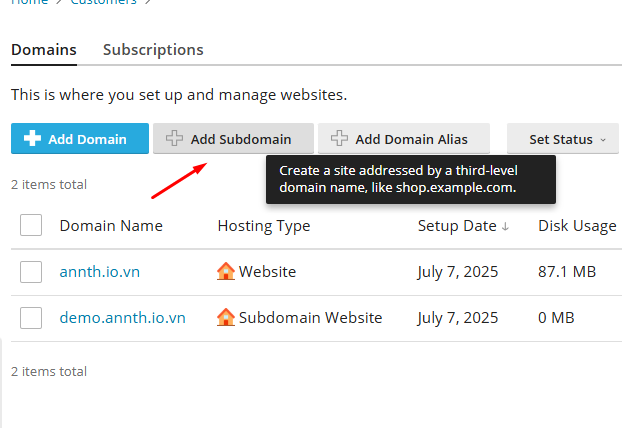 Home > Customers >
Domains Subscriptions
This is where you set up and manage websites.
Add Domain Add Subdomain Add Domain Alias Set Status
Create a site addressed by a third-level
domain name, like shop.example.com.
2 items total
Domain Name Hosting Type Setup Date ↓ Disk Usage
annth.io.vn Website July 7, 2025 87.1 MB
demo.annth.io.vn Subdomain Website July 7, 2025 0 MB
2 items total